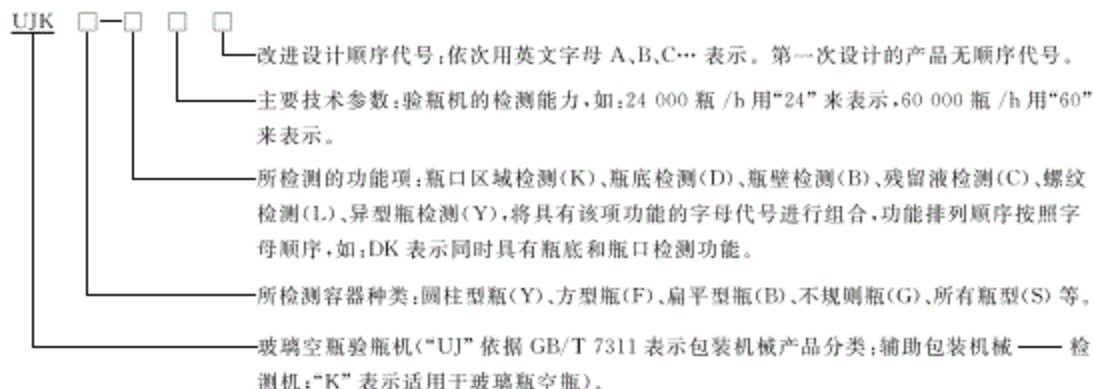 UJK □—□ □ □
改进设计顺序代号:依次用英文字母 A、B、C… 表示。第一次设计的产品无顺序代号。
主要技术参数:验瓶机的检测能力,如:24 000 瓶 /h 用“24” 来表示,60 000 瓶 /h 用“60”
来表示。
所检测的功能项:瓶口区域检测(K)、瓶底检测(D)、瓶壁检测(B)、残留液检测(C)、螺纹
检测(L)、异型瓶检测(Y),将具有该项功能的字母代号进行组合,功能排列顺序按照字
母顺序,如:DK 表示同时具有瓶底和瓶口检测功能。
所检测容器种类:圆柱型瓶(Y)、方型瓶(F)、扁平型瓶(B)、不规则瓶(G)、所有瓶型(S) 等。
玻璃空瓶验瓶机(“UJ” 依据 GB/T 7311 表示包装机械产品分类:辅助包装机械 —— 检
测机;“K” 表示适用于玻璃瓶空瓶)。